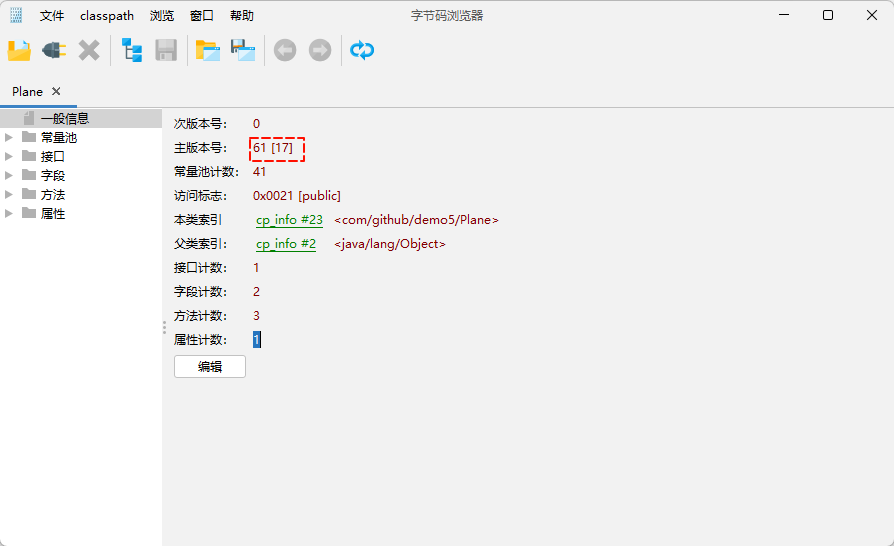 文件 classpath 浏览 窗口 帮助 字节码浏览器
Plane
一般信息
常量池
接口
字段
方法
属性
次版本号： 0
主版本号： 61 [17]
常量池计数： 41
访问标志： 0x0021 [public]
本类索引 cp_info #23 <com/github/demo5/Plane>
父类索引： cp_info #2 <java/lang/Object>
接口计数： 1
字段计数： 2
方法计数： 3
属性计数： 1
编辑